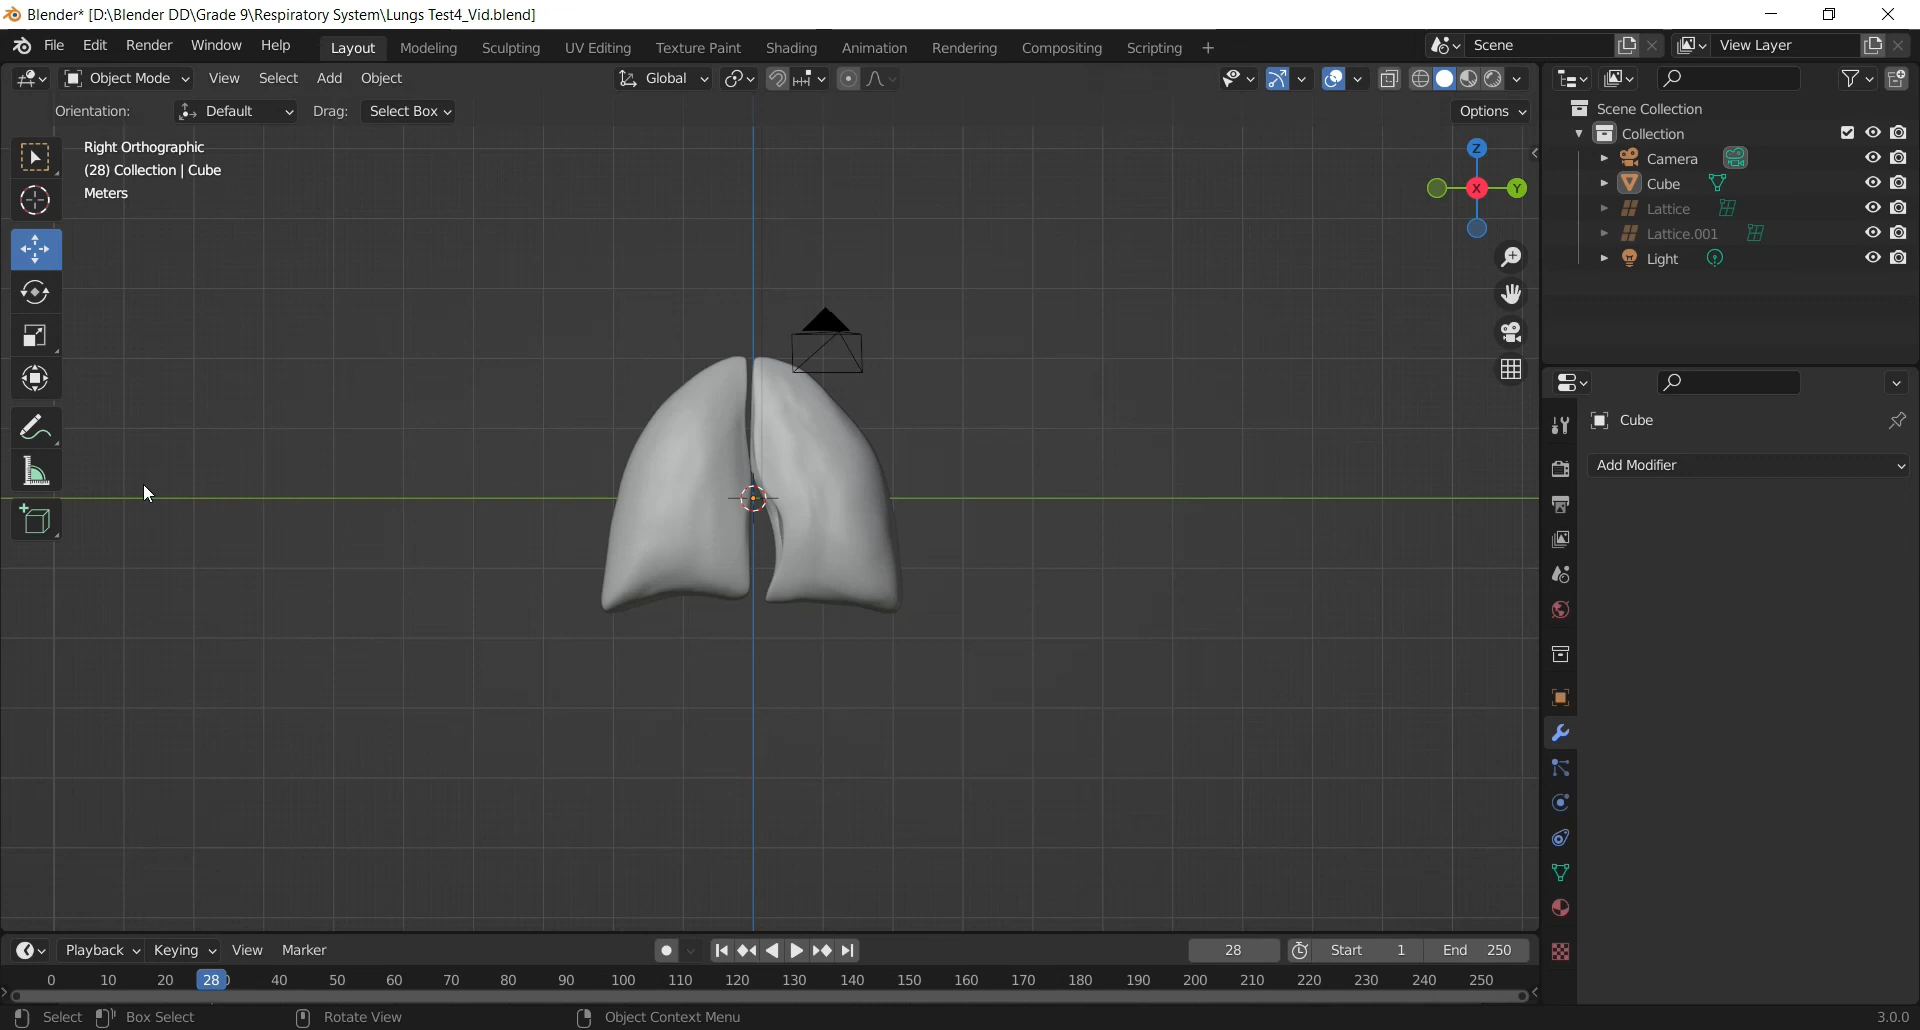 Blender* [D:\Blender DD\Grade 9\Respiratory System\Lungs Test4_Vid.blend]
File Edit Render Window Help Layout Modeling Sculpting UV Editing Texture Paint Shading Animation Rendering Compositing Scripting + Scene View Layer
Object Mode View Select Add Object Global
Orientation: Default Drag: Select Box Options
Right Orthographic
(28) Collection | Cube
Meters
Z
X
Y
Scene Collection
Collection
Camera
Cube
Lattice
Lattice.001
Light
Cube
Add Modifier
Playback Keying View Marker 28 Start 1 End 250
0 10 20 28 40 50 60 70 80 90 100 110 120 130 140 150 160 170 180 190 200 210 220 230 240 250
Select Box Select Rotate View Object Context Menu 3.0.0